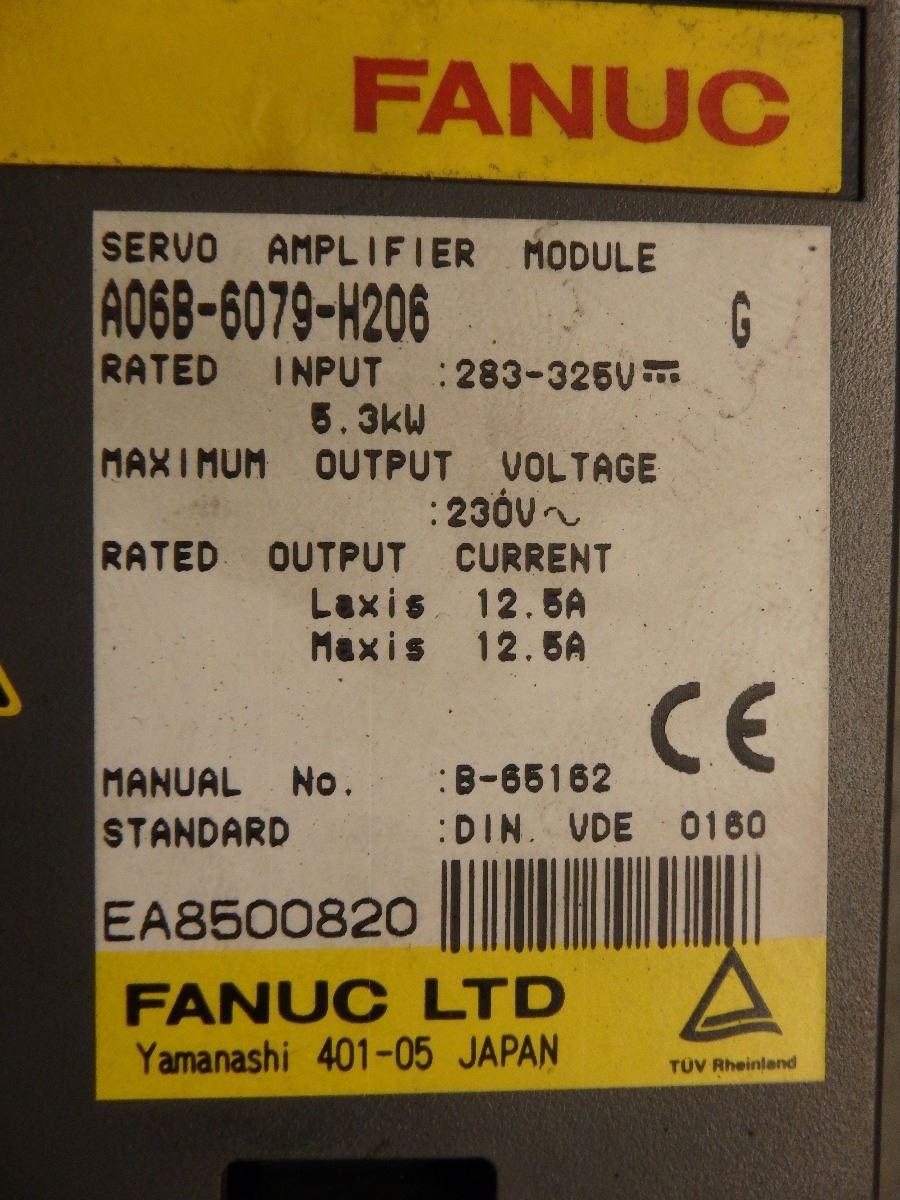 FANUC
SERVO AMPLIFIER MODULE
A06B-6079-H206 G
RATED INPUT :283-325V⎓
5.3kW
MAXIMUM OUTPUT VOLTAGE
:230V~
RATED OUTPUT CURRENT
Laxis 12.5A
Maxis 12.5A
CE
MANUAL No. :B-65162
STANDARD :DIN VDE 0160
EA8500820
FANUC LTD
Yamanashi 401-05 JAPAN
TÜV Rheinland